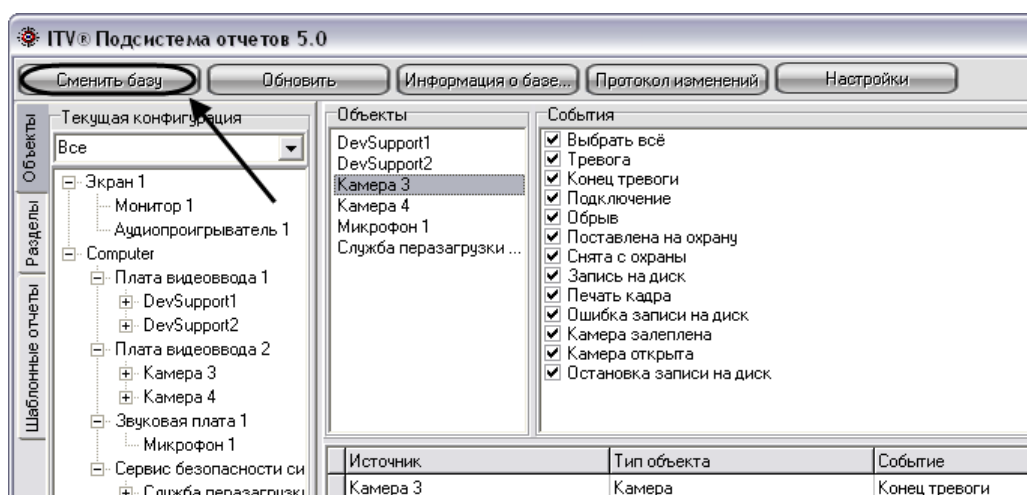 ITV® Подсистема отчетов 5.0
Сменить базу Обновить Информация о базе... Протокол изменений Настройки
Объекты
Разделы
Шаблонные отчеты
Текущая конфигурация
Все
Экран 1
Монитор 1
Аудиопроигрыватель 1
Computer
Плата видеоввода 1
DevSupport1
DevSupport2
Плата видеоввода 2
Камера 3
Камера 4
Звуковая плата 1
Микрофон 1
Сервис безопасности си
Служба перазагрузки
Объекты
DevSupport1
DevSupport2
Камера 3
Камера 4
Микрофон 1
Служба перазагрузки ...
События
Выбрать всё
Тревога
Конец тревоги
Подключение
Обрыв
Поставлена на охрану
Снята с охраны
Запись на диск
Печать кадра
Ошибка записи на диск
Камера залеплена
Камера открыта
Остановка записи на диск
Источник Тип объекта Событие
Камера 3 Камера Конец тревоги